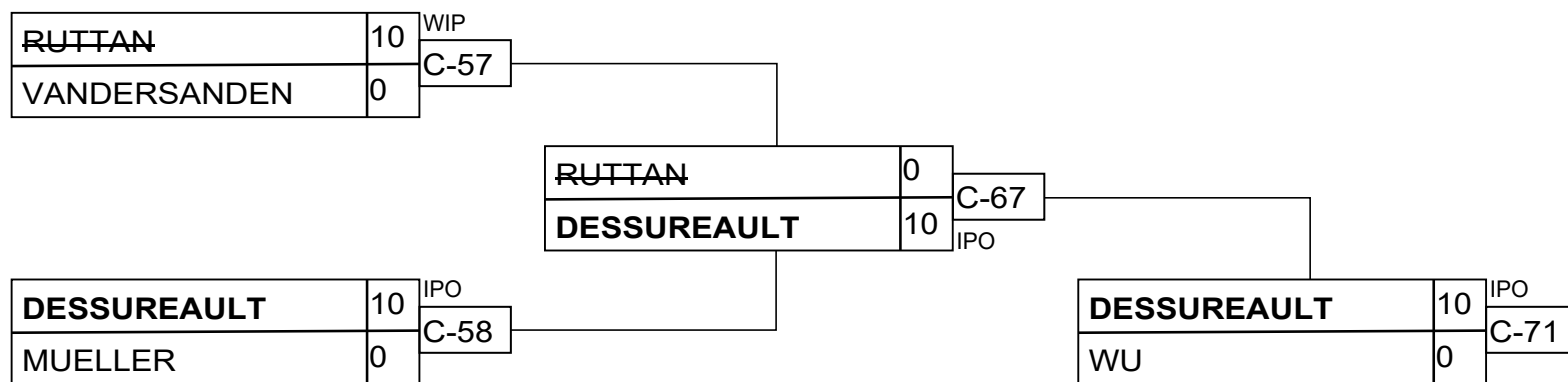 RUTTAN 10 WIP
C-57
VANDERSANDEN 0
RUTTAN 0
C-67
DESSUREAULT 10 IPO
DESSUREAULT 10 IPO
C-58
MUELLER 0
DESSUREAULT 10 IPO
C-71
WU 0